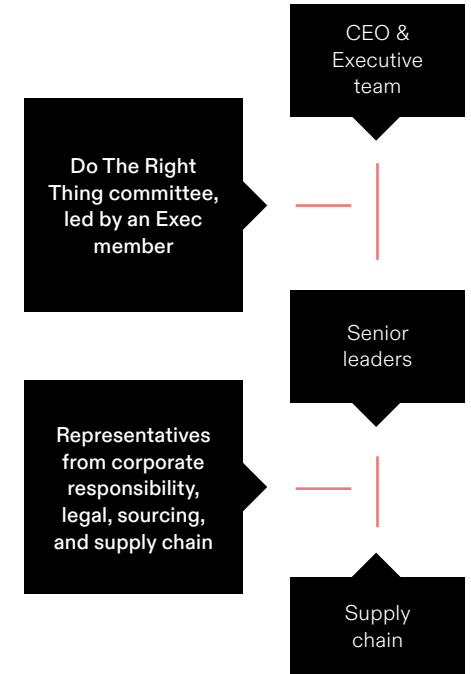 CEO &
Executive
team
Do The Right
Thing committee,
led by an Exec
member
Senior
leaders
Representatives
from corporate
responsibility,
legal, sourcing,
and supply chain
Supply
chain